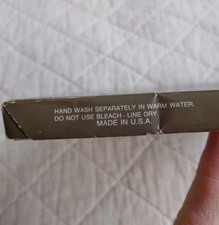 HAND WASH SEPARATELY IN WARM WATER.
DO NOT USE BLEACH - LINE DRY.
MADE IN U.S.A.